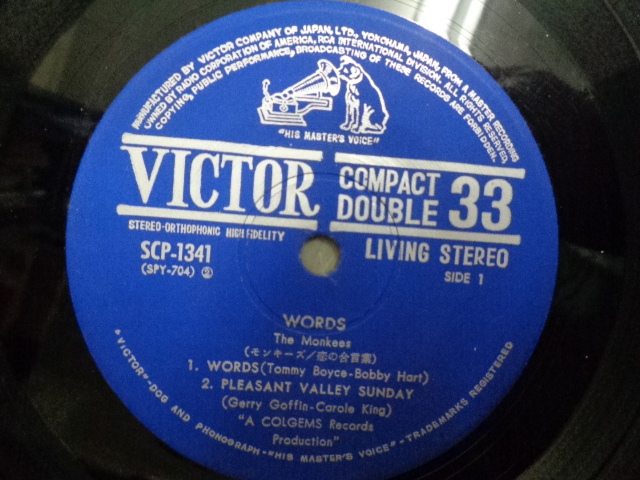 MANUFACTURED BY VICTOR COMPANY OF JAPAN, LTD., YOKOHAMA, JAPAN, FROM A MASTER RECORDING
OWNED BY RADIO CORPORATION OF AMERICA, RCA INTERNATIONAL DIVISION. ALL RIGHTS RESERVED.
COPYING, PUBLIC PERFORMANCE, BROADCASTING OF THESE RECORDS ARE FORBIDDEN.
"HIS MASTER'S VOICE"
VICTOR
COMPACT
DOUBLE 33
STEREO-ORTHOPHONIC HIGH FIDELITY
SCP-1341
(SPY-704) ②
LIVING STEREO
SIDE 1
WORDS
The Monkees
(モンキーズ/恋の合言葉)
1. WORDS (Tommy Boyce-Bobby Hart)
2. PLEASANT VALLEY SUNDAY
(Gerry Goffin-Carole King)
"A COLGEMS Records
Production"
"VICTOR"-DOG AND PHONOGRAPH-"HIS MASTER'S VOICE"-TRADEMARKS REGISTERED